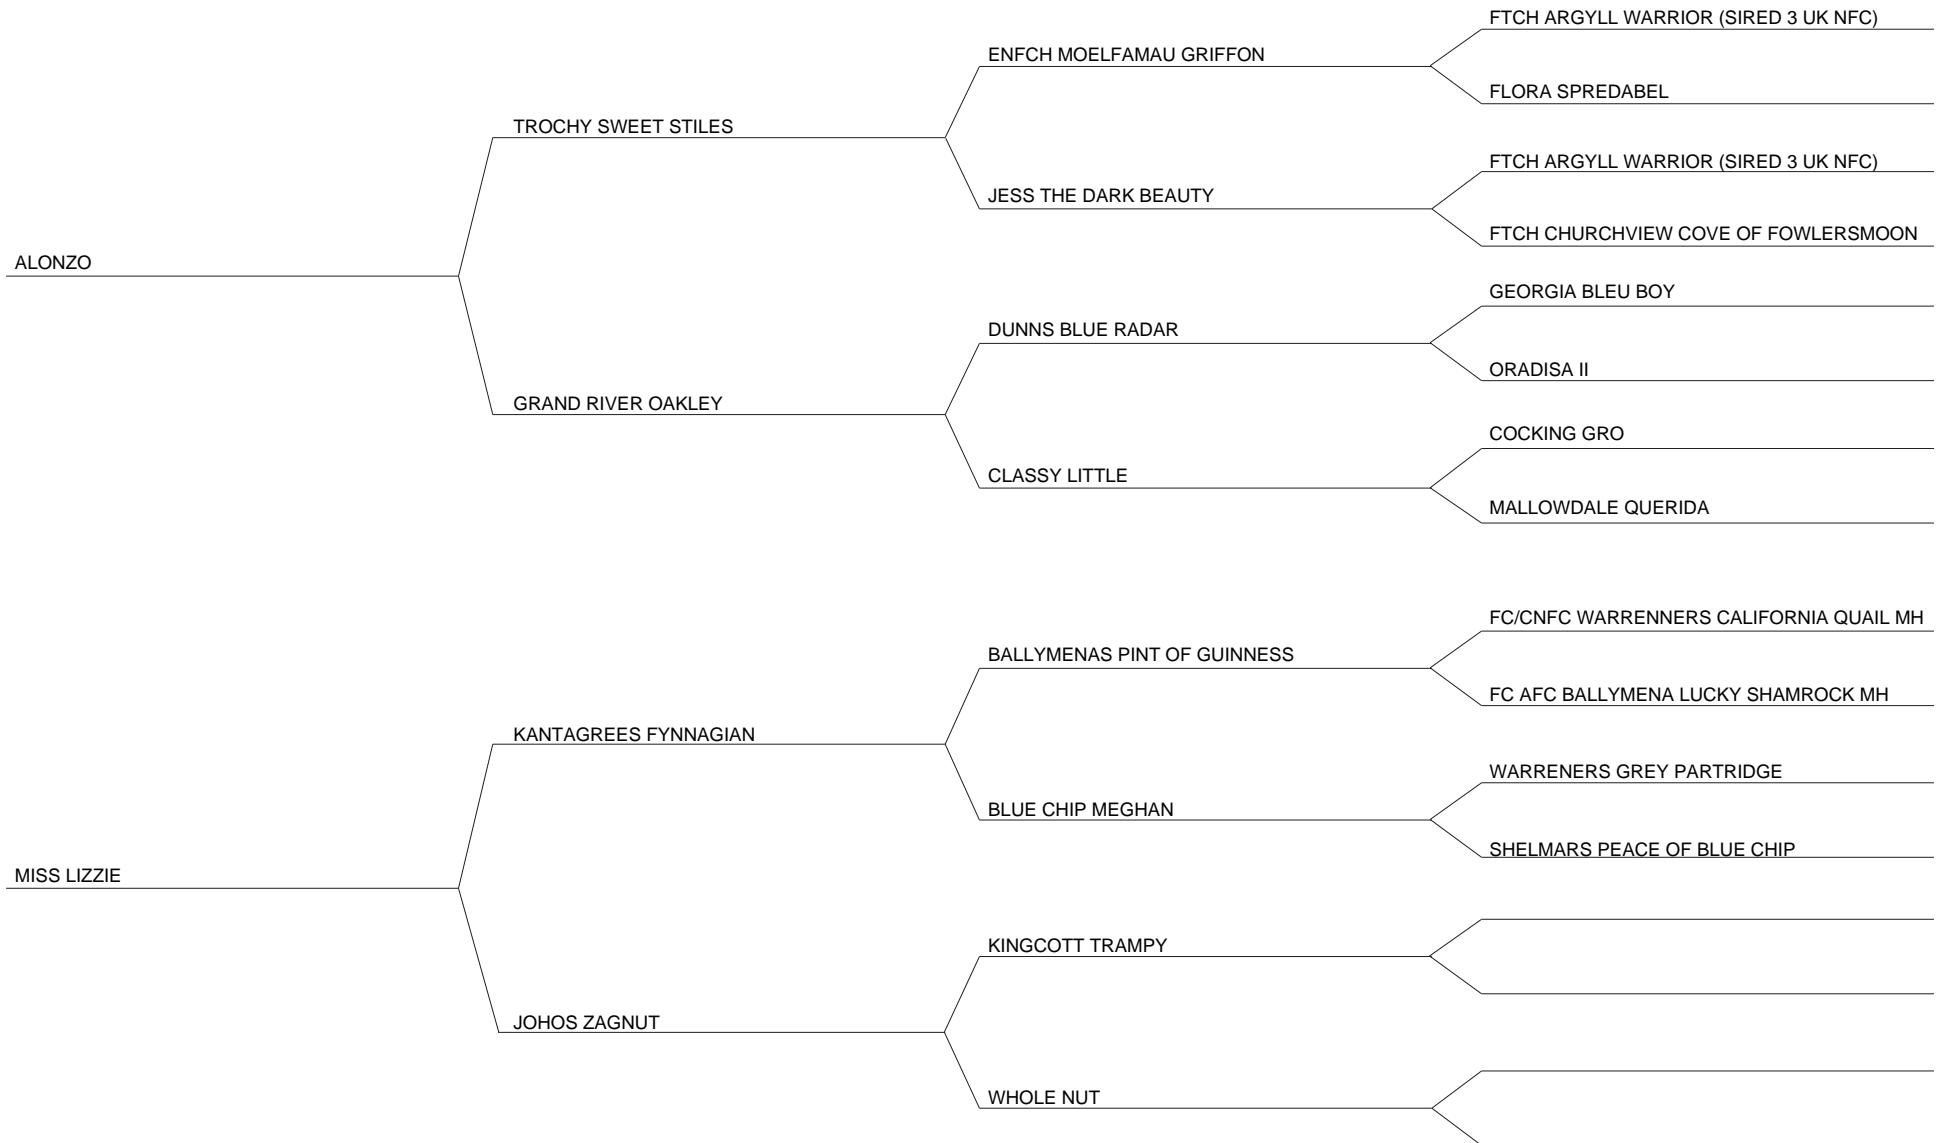 FTCH ARGYLL WARRIOR (SIRED 3 UK NFC)
ENFCH MOELFAMAU GRIFFON
FLORA SPREDABEL
TROCHY SWEET STILES
FTCH ARGYLL WARRIOR (SIRED 3 UK NFC)
JESS THE DARK BEAUTY
FTCH CHURCHVIEW COVE OF FOWLERSMOON
ALONZO
GEORGIA BLEU BOY
DUNNS BLUE RADAR
ORADISA II
GRAND RIVER OAKLEY
COCKING GRO
CLASSY LITTLE
MALLOWDALE QUERIDA
FC/CNFC WARRENNERS CALIFORNIA QUAIL MH
BALLYMENAS PINT OF GUINNESS
FC AFC BALLYMENA LUCKY SHAMROCK MH
KANTAGREES FYNNAGIAN
WARRENERS GREY PARTRIDGE
BLUE CHIP MEGHAN
SHELMARS PEACE OF BLUE CHIP
MISS LIZZIE
KINGCOTT TRAMPY
JOHOS ZAGNUT
WHOLE NUT